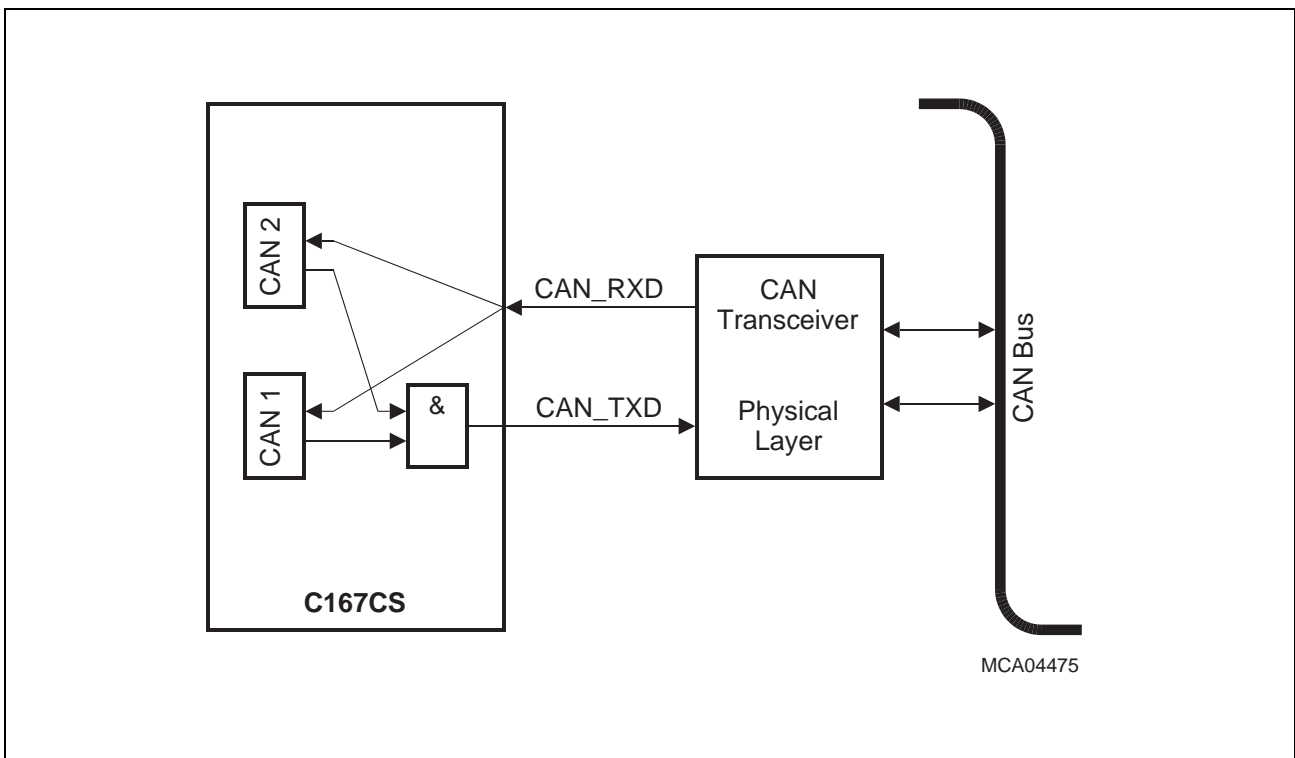 CAN 2
CAN 1
&
C167CS
CAN_RXD
CAN_TXD
CAN
Transceiver
Physical
Layer
CAN Bus
MCA04475